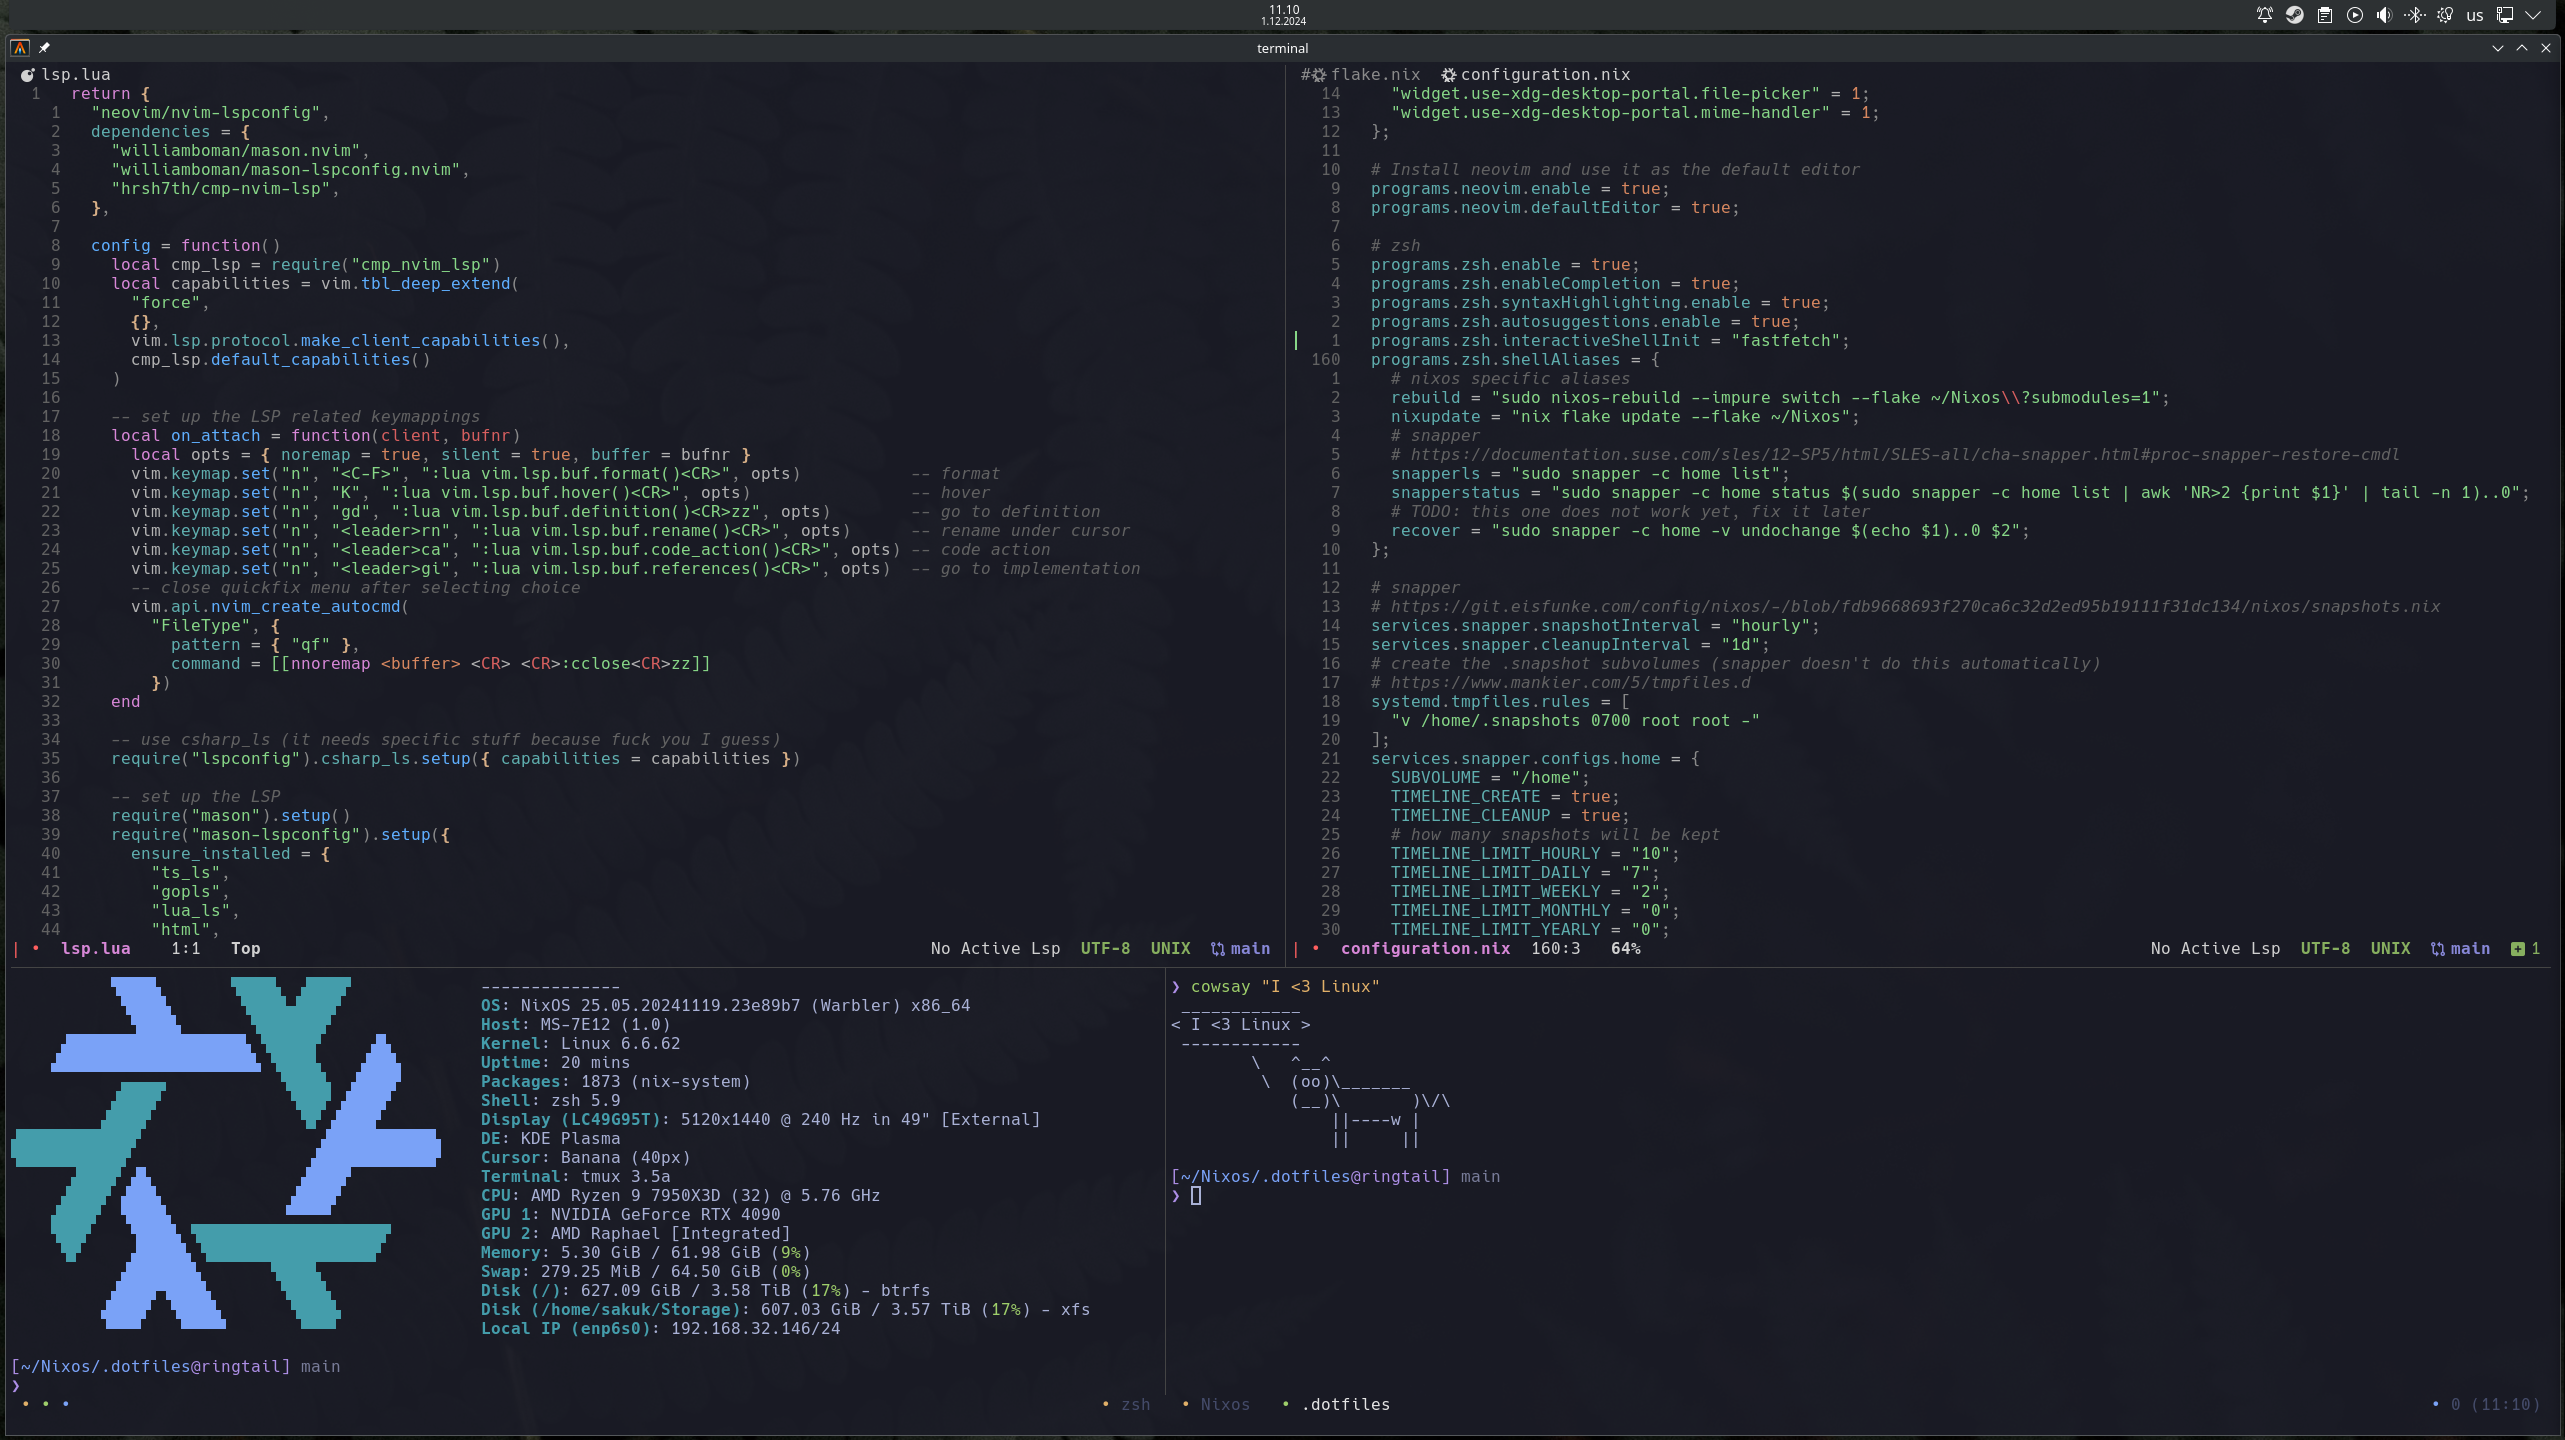 11.10
1.12.2024
us
terminal
lsp.lua
1 return {
1 "neovim/nvim-lspconfig",
2 dependencies = {
3 "williamboman/mason.nvim",
4 "williamboman/mason-lspconfig.nvim",
5 "hrsh7th/cmp-nvim-lsp",
6 },
7
8 config = function()
9 local cmp_lsp = require("cmp_nvim_lsp")
10 local capabilities = vim.tbl_deep_extend(
11 "force",
12 {},
13 vim.lsp.protocol.make_client_capabilities(),
14 cmp_lsp.default_capabilities()
15 )
16
17 -- set up the LSP related keymappings
18 local on_attach = function(client, bufnr)
19 local opts = { noremap = true, silent = true, buffer = bufnr }
20 vim.keymap.set("n", "<C-F>", ":lua vim.lsp.buf.format()<CR>", opts) -- format
21 vim.keymap.set("n", "K", ":lua vim.lsp.buf.hover()<CR>", opts) -- hover
22 vim.keymap.set("n", "gd", ":lua vim.lsp.buf.definition()<CR>zz", opts) -- go to definition
23 vim.keymap.set("n", "<leader>rn", ":lua vim.lsp.buf.rename()<CR>", opts) -- rename under cursor
24 vim.keymap.set("n", "<leader>ca", ":lua vim.lsp.buf.code_action()<CR>", opts) -- code action
25 vim.keymap.set("n", "<leader>gi", ":lua vim.lsp.buf.references()<CR>", opts) -- go to implementation
26 -- close quickfix menu after selecting choice
27 vim.api.nvim_create_autocmd(
28 "FileType", {
29 pattern = { "qf" },
30 command = [[nnoremap <buffer> <CR> <CR>:cclose<CR>zz]]
31 })
32 end
33
34 -- use csharp_ls (it needs specific stuff because fuck you I guess)
35 require("lspconfig").csharp_ls.setup({ capabilities = capabilities })
36
37 -- set up the LSP
38 require("mason").setup()
39 require("mason-lspconfig").setup({
40 ensure_installed = {
41 "ts_ls",
42 "gopls",
43 "lua_ls",
44 "html",
| • lsp.lua 1:1 Top No Active Lsp UTF-8 UNIX main
# flake.nix configuration.nix
14 "widget.use-xdg-desktop-portal.file-picker" = 1;
13 "widget.use-xdg-desktop-portal.mime-handler" = 1;
12 };
11
10 # Install neovim and use it as the default editor
9 programs.neovim.enable = true;
8 programs.neovim.defaultEditor = true;
7
6 # zsh
5 programs.zsh.enable = true;
4 programs.zsh.enableCompletion = true;
3 programs.zsh.syntaxHighlighting.enable = true;
2 programs.zsh.autosuggestions.enable = true;
1 programs.zsh.interactiveShellInit = "fastfetch";
160 programs.zsh.shellAliases = {
1 # nixos specific aliases
2 rebuild = "sudo nixos-rebuild --impure switch --flake ~/Nixos\\?submodules=1";
3 nixupdate = "nix flake update --flake ~/Nixos";
4 # snapper
5 # https://documentation.suse.com/sles/12-SP5/html/SLES-all/cha-snapper.html#proc-snapper-restore-cmdl
6 snapperls = "sudo snapper -c home list";
7 snapperstatus = "sudo snapper -c home status $(sudo snapper -c home list | awk 'NR>2 {print $1}' | tail -n 1)..0";
8 # TODO: this one does not work yet, fix it later
9 recover = "sudo snapper -c home -v undochange $(echo $1)..0 $2";
10 };
11
12 # snapper
13 # https://git.eisfunke.com/config/nixos/-/blob/fdb9668693f270ca6c32d2ed95b19111f31dc134/nixos/snapshots.nix
14 services.snapper.snapshotInterval = "hourly";
15 services.snapper.cleanupInterval = "1d";
16 # create the .snapshot subvolumes (snapper doesn't do this automatically)
17 # https://www.mankier.com/5/tmpfiles.d
18 systemd.tmpfiles.rules = [
19 "v /home/.snapshots 0700 root root -"
20 ];
21 services.snapper.configs.home = {
22 SUBVOLUME = "/home";
23 TIMELINE_CREATE = true;
24 TIMELINE_CLEANUP = true;
25 # how many snapshots will be kept
26 TIMELINE_LIMIT_HOURLY = "10";
27 TIMELINE_LIMIT_DAILY = "7";
28 TIMELINE_LIMIT_WEEKLY = "2";
29 TIMELINE_LIMIT_MONTHLY = "0";
30 TIMELINE_LIMIT_YEARLY = "0";
| • configuration.nix 160:3 64% No Active Lsp UTF-8 UNIX main 1
--------------
OS: NixOS 25.05.20241119.23e89b7 (Warbler) x86_64
Host: MS-7E12 (1.0)
Kernel: Linux 6.6.62
Uptime: 20 mins
Packages: 1873 (nix-system)
Shell: zsh 5.9
Display (LC49G95T): 5120x1440 @ 240 Hz in 49" [External]
DE: KDE Plasma
Cursor: Banana (40px)
Terminal: tmux 3.5a
CPU: AMD Ryzen 9 7950X3D (32) @ 5.76 GHz
GPU 1: NVIDIA GeForce RTX 4090
GPU 2: AMD Raphael [Integrated]
Memory: 5.30 GiB / 61.98 GiB (9%)
Swap: 279.25 MiB / 64.50 GiB (0%)
Disk (/): 627.09 GiB / 3.58 TiB (17%) - btrfs
Disk (/home/sakuk/Storage): 607.03 GiB / 3.57 TiB (17%) - xfs
Local IP (enp6s0): 192.168.32.146/24
[~/Nixos/.dotfiles@ringtail] main
❯
❯ cowsay "I <3 Linux"
 ____________
< I <3 Linux >
 ------------
        \   ^__^
         \  (oo)\_______
            (__)\       )\/\
                ||----w |
                ||     ||
[~/Nixos/.dotfiles@ringtail] main
❯
• • • • zsh • Nixos • .dotfiles • 0 (11:10)